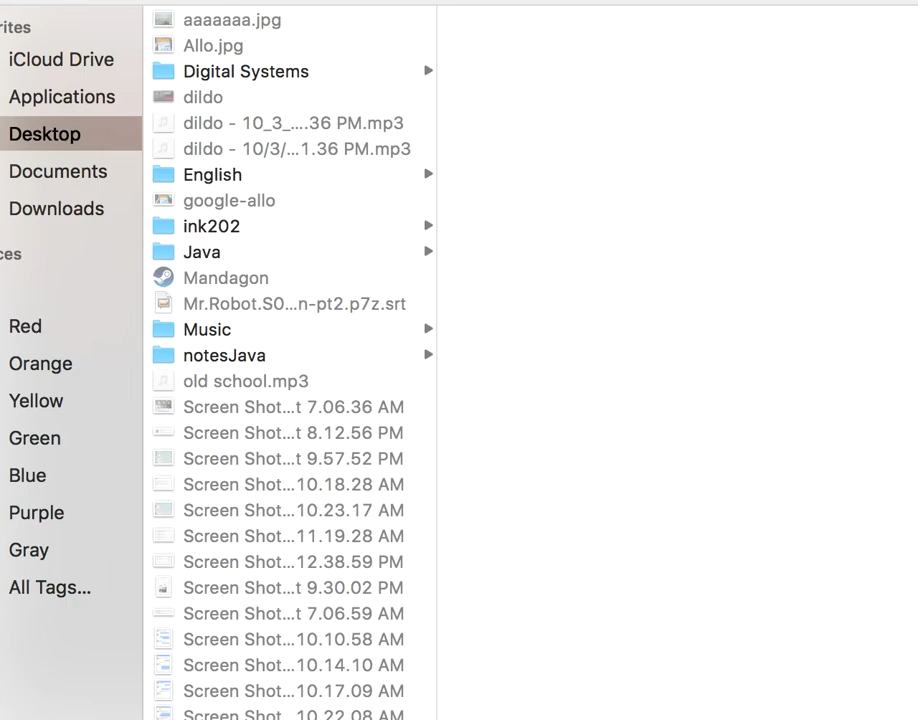 rites
iCloud Drive
Applications
Desktop
Documents
Downloads
ces
Red
Orange
Yellow
Green
Blue
Purple
Gray
All Tags...
aaaaaaa.jpg
Allo.jpg
Digital Systems
dildo
dildo - 10_3_....36 PM.mp3
dildo - 10/3/...1.36 PM.mp3
English
google-allo
ink202
Java
Mandagon
Mr.Robot.S0...n-pt2.p7z.srt
Music
notesJava
old school.mp3
Screen Shot...t 7.06.36 AM
Screen Shot...t 8.12.56 PM
Screen Shot...t 9.57.52 PM
Screen Shot...10.18.28 AM
Screen Shot...10.23.17 AM
Screen Shot...11.19.28 AM
Screen Shot...12.38.59 PM
Screen Shot...t 9.30.02 PM
Screen Shot...t 7.06.59 AM
Screen Shot...10.10.58 AM
Screen Shot...10.14.10 AM
Screen Shot...10.17.09 AM
Screen Shot...10.22.08 AM